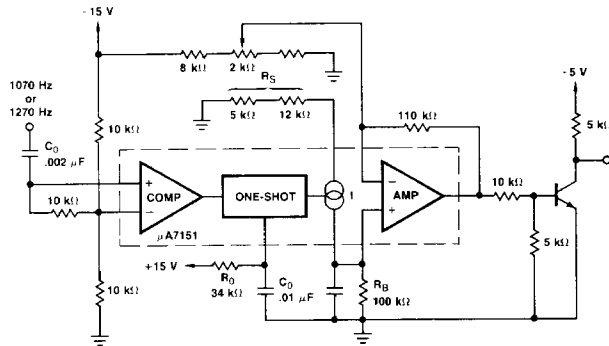 - 15 V
- 5 V
8 kΩ
2 kΩ
5 kΩ
1070 Hz
or
1270 Hz
RS
5 kΩ
12 kΩ
110 kΩ
10 kΩ
C0
.002 μF
+
COMP
−
ONE-SHOT
I
−
AMP
+
10 kΩ
10 kΩ
μA7151
5 kΩ
+15 V
R0
34 kΩ
C0
.01 μF
RB
100 kΩ
10 kΩ